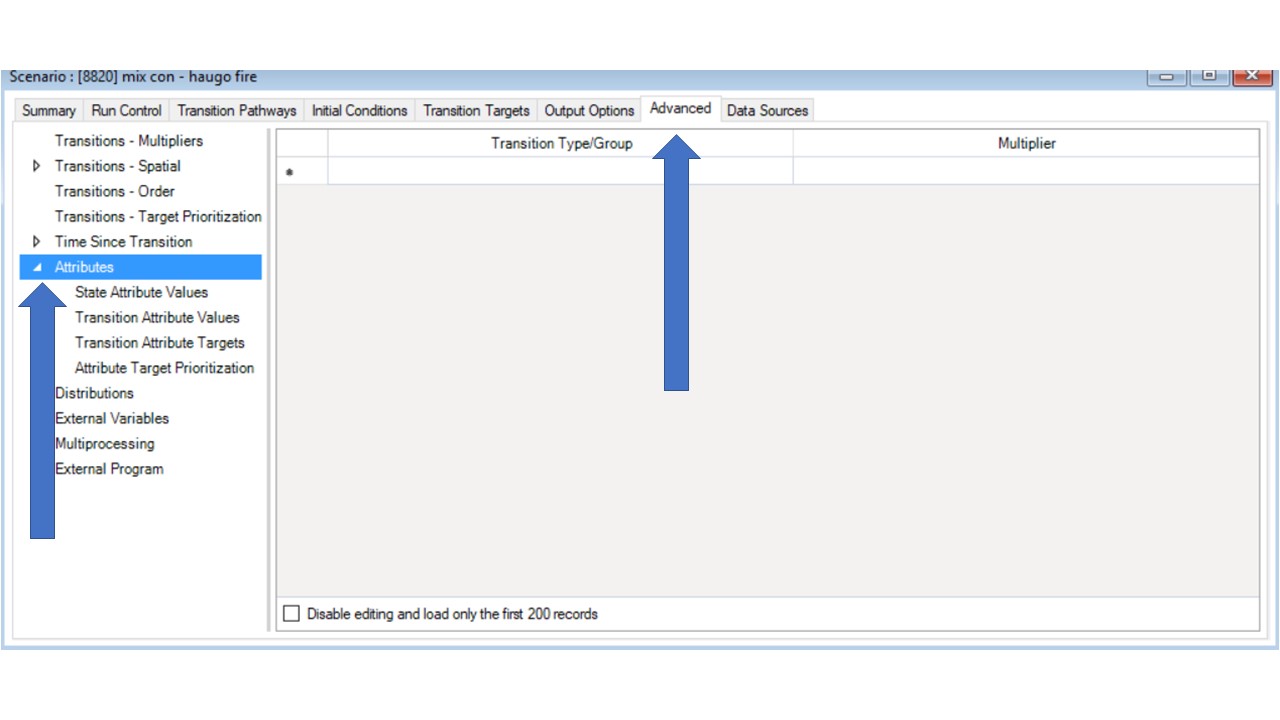 Scenario : [8820] mix con - haugo fire
Summary Run Control Transition Pathways Initial Conditions Transition Targets Output Options Advanced Data Sources
Transitions - Multipliers
Transitions - Spatial
Transitions - Order
Transitions - Target Prioritization
Time Since Transition
Attributes
State Attribute Values
Transition Attribute Values
Transition Attribute Targets
Attribute Target Prioritization
Distributions
External Variables
Multiprocessing
External Program
Transition Type/Group Multiplier
Disable editing and load only the first 200 records